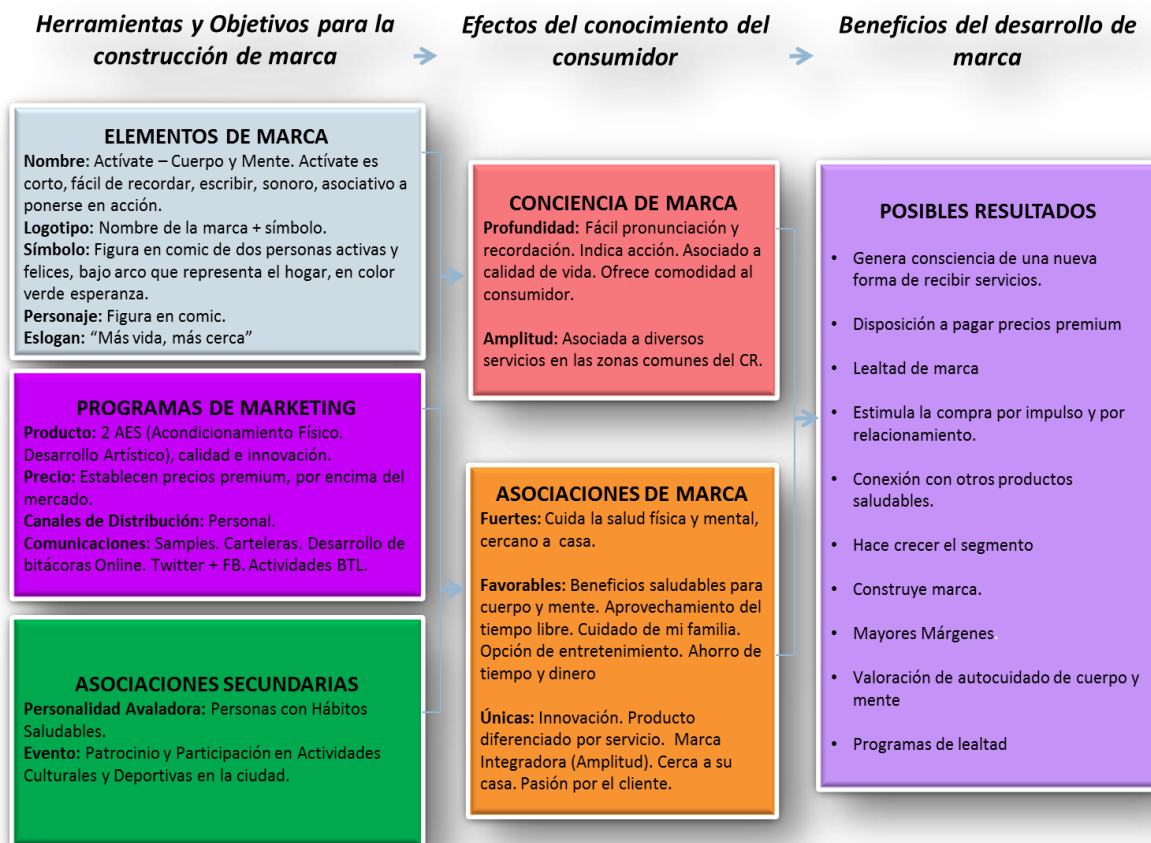 Herramientas y Objetivos para la
construcción de marca
Efectos del conocimiento del
consumidor
Beneficios del desarrollo de
marca
ELEMENTOS DE MARCA
Nombre: Actívate – Cuerpo y Mente. Actívate es
corto, fácil de recordar, escribir, sonoro, asociativo a
ponerse en acción.
Logotipo: Nombre de la marca + símbolo.
Símbolo: Figura en comic de dos personas activas y
felices, bajo arco que representa el hogar, en color
verde esperanza.
Personaje: Figura en comic.
Eslogan: “Más vida, más cerca”
PROGRAMAS DE MARKETING
Producto: 2 AES (Acondicionamiento Físico.
Desarrollo Artístico), calidad e innovación.
Precio: Establecen precios premium, por encima del
mercado.
Canales de Distribución: Personal.
Comunicaciones: Samples. Carteleras. Desarrollo de
bitácoras Online. Twitter + FB. Actividades BTL.
ASOCIACIONES SECUNDARIAS
Personalidad Avaladora: Personas con Hábitos
Saludables.
Evento: Patrocinio y Participación en Actividades
Culturales y Deportivas en la ciudad.
CONCIENCIA DE MARCA
Profundidad: Fácil pronunciación y
recordación. Indica acción. Asociado a
calidad de vida. Ofrece comodidad al
consumidor.
Amplitud: Asociada a diversos
servicios en las zonas comunes del CR.
ASOCIACIONES DE MARCA
Fuertes: Cuida la salud física y mental,
cercano a casa.
Favorables: Beneficios saludables para
cuerpo y mente. Aprovechamiento del
tiempo libre. Cuidado de mi familia.
Opción de entretenimiento. Ahorro de
tiempo y dinero
Únicas: Innovación. Producto
diferenciado por servicio. Marca
Integradora (Amplitud). Cerca a su
casa. Pasión por el cliente.
POSIBLES RESULTADOS
• Genera consciencia de una nueva
forma de recibir servicios.
• Disposición a pagar precios premium
• Lealtad de marca
• Estimula la compra por impulso y por
relacionamiento.
• Conexión con otros productos
saludables.
• Hace crecer el segmento
• Construye marca.
• Mayores Márgenes.
• Valoración de autocuidado de cuerpo y
mente
• Programas de lealtad